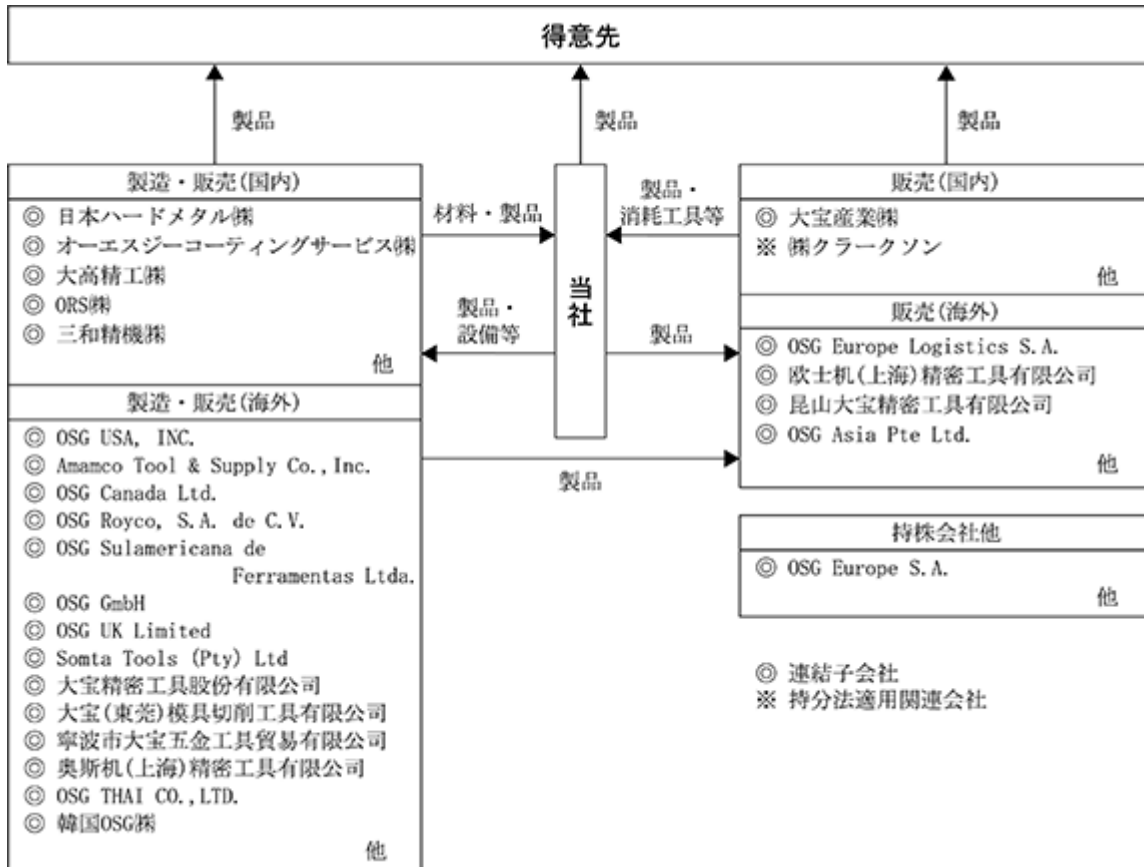 得意先
製品
製品
製品
製造・販売(国内)
◎ 日本ハードメタル㈱
◎ オーエスジーコーティングサービス㈱
◎ 大高精工㈱
◎ ORS㈱
◎ 三和精機㈱
他
製造・販売(海外)
◎ OSG USA, INC.
◎ Amamco Tool & Supply Co.,Inc.
◎ OSG Canada Ltd.
◎ OSG Royco, S.A. de C.V.
◎ OSG Sulamericana de
Ferramentas Ltda.
◎ OSG GmbH
◎ OSG UK Limited
◎ Somta Tools (Pty) Ltd
◎ 大宝精密工具股份有限公司
◎ 大宝(東莞)模具切削工具有限公司
◎ 寧波市大宝五金工具貿易有限公司
◎ 奥斯机(上海)精密工具有限公司
◎ OSG THAI CO.,LTD.
◎ 韓国OSG㈱
他
材料・製品
製品・
設備等
当社
製品・
消耗工具等
製品
製品
販売(国内)
◎ 大宝産業㈱
※ ㈱クラークソン
他
販売(海外)
◎ OSG Europe Logistics S.A.
◎ 欧士机(上海)精密工具有限公司
◎ 昆山大宝精密工具有限公司
◎ OSG Asia Pte Ltd.
他
持株会社他
◎ OSG Europe S.A.
他
◎ 連結子会社
※ 持分法適用関連会社